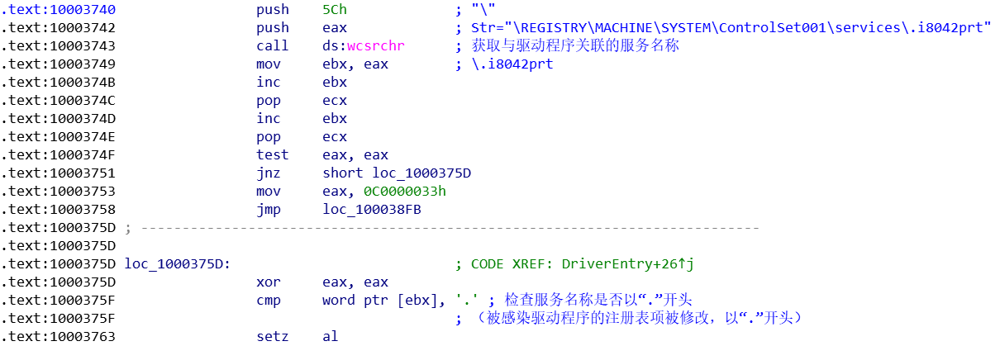 .text:10003740 push 5Ch ; "\"
.text:10003742 push eax ; Str="\REGISTRY\MACHINE\SYSTEM\ControlSet001\services\.i8042prt"
.text:10003743 call ds:wcsrchr ; 获取与驱动程序关联的服务名称
.text:10003749 mov ebx, eax ; \.i8042prt
.text:1000374B inc ebx
.text:1000374C pop ecx
.text:1000374D inc ebx
.text:1000374E pop ecx
.text:1000374F test eax, eax
.text:10003751 jnz short loc_1000375D
.text:10003753 mov eax, 0C0000033h
.text:10003758 jmp loc_100038FB
.text:1000375D ; ---------------------------------------------------------------------------
.text:1000375D
.text:1000375D loc_1000375D: ; CODE XREF: DriverEntry+26↑j
.text:1000375D xor eax, eax
.text:1000375F cmp word ptr [ebx], '.' ; 检查服务名称是否以“.”开头
.text:1000375F ; （被感染驱动程序的注册表项被修改，以“.”开头）
.text:10003763 setz al